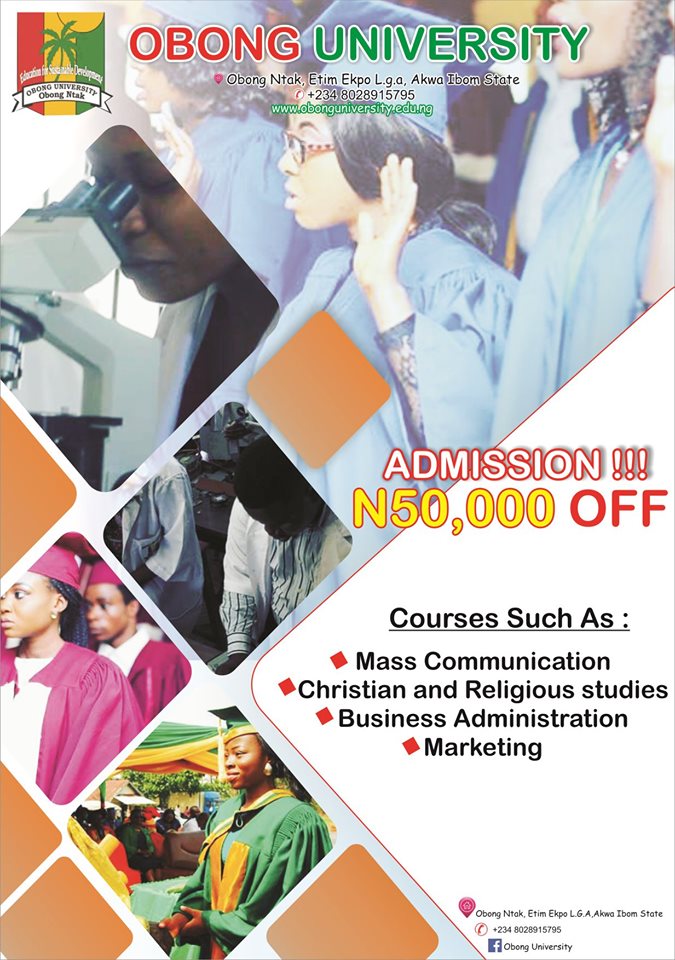 OBONG UNIVERSITY
Obong Ntak, Etim Ekpo L.g.a, Akwa Ibom State
+234 8028915795
www.obonguniversity.edu.ng
Education for Sustainable Development
OBONG UNIVERSITY
Obong Ntak
ADMISSION !!!
N50,000 OFF
Courses Such As :
Mass Communication
Christian and Religious studies
Business Administration
Marketing
Obong Ntak, Etim Ekpo L.G.A,Akwa Ibom State
+234 8028915795
Obong University